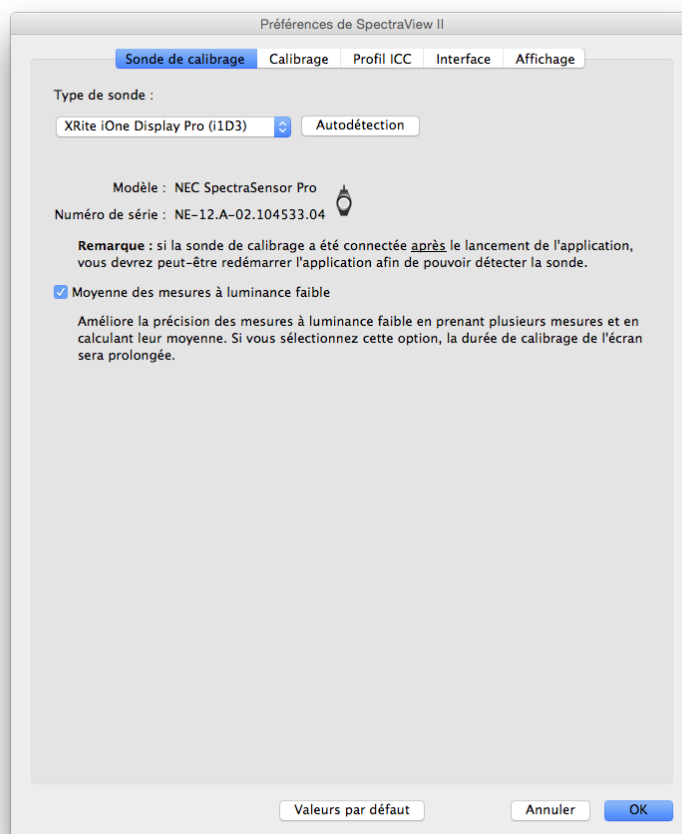 Préférences de SpectraView II
Sonde de calibrage Calibrage Profil ICC Interface Affichage
Type de sonde :
XRite iOne Display Pro (i1D3) Autodétection
Modèle : NEC SpectraSensor Pro
Numéro de série : NE-12.A-02.104533.04
Remarque : si la sonde de calibrage a été connectée après le lancement de l'application,
vous devrez peut-être redémarrer l'application afin de pouvoir détecter la sonde.
Moyenne des mesures à luminance faible
Améliore la précision des mesures à luminance faible en prenant plusieurs mesures et en
calculant leur moyenne. Si vous sélectionnez cette option, la durée de calibrage de l'écran
sera prolongée.
Valeurs par défaut Annuler OK